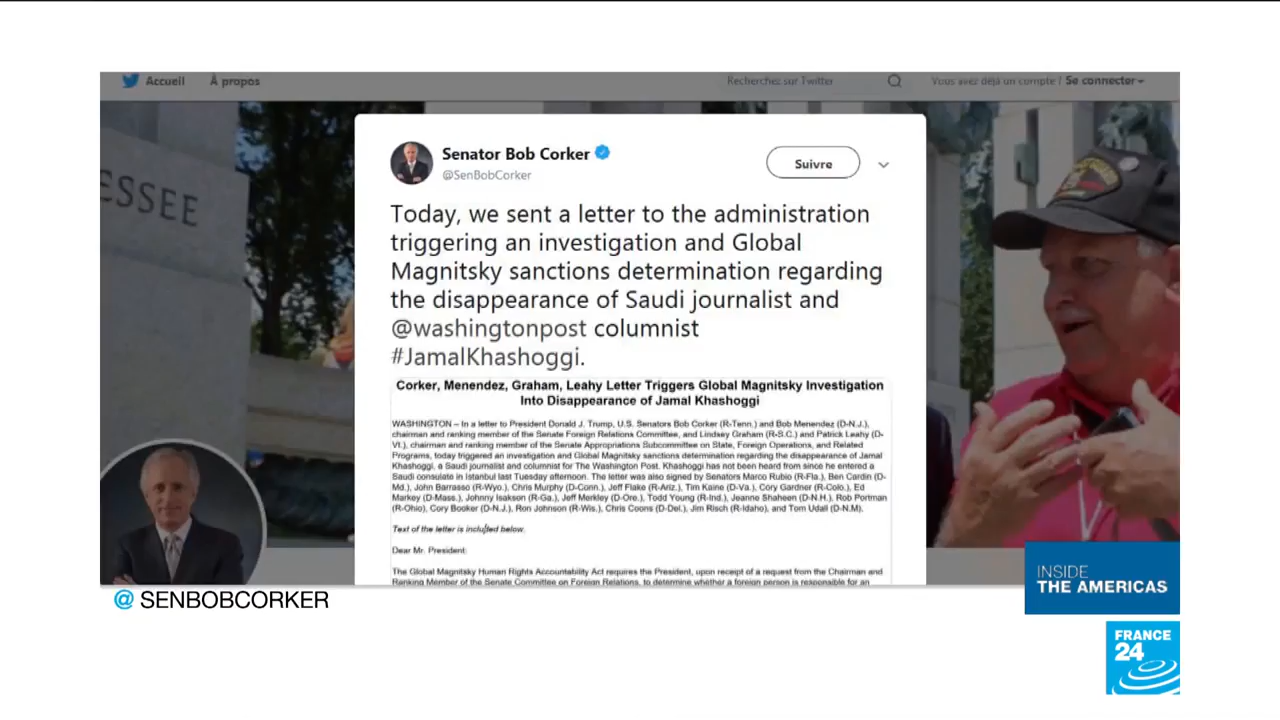 Accueil À propos Recherchez sur Twitter Vous avez déjà un compte ? Se connecter
ESSEE
Senator Bob Corker
@SenBobCorker
Suivre
Today, we sent a letter to the administration
triggering an investigation and Global
Magnitsky sanctions determination regarding
the disappearance of Saudi journalist and
@washingtonpost columnist
#JamalKhashoggi.
Corker, Menendez, Graham, Leahy Letter Triggers Global Magnitsky Investigation
Into Disappearance of Jamal Khashoggi
WASHINGTON – In a letter to President Donald J. Trump, U.S. Senators Bob Corker (R-Tenn.) and Bob Menendez (D-N.J.),
chairman and ranking member of the Senate Foreign Relations Committee, and Lindsey Graham (R-S.C.) and Patrick Leahy (D-
Vt.), chairman and ranking member of the Senate Appropriations Subcommittee on State, Foreign Operations, and Related
Programs, today triggered an investigation and Global Magnitsky sanctions determination regarding the disappearance of Jamal
Khashoggi, a Saudi journalist and columnist for The Washington Post. Khashoggi has not been heard from since he entered a
Saudi consulate in Istanbul last Tuesday afternoon. The letter was also signed by Senators Marco Rubio (R-Fla.), Ben Cardin (D-
Md.), John Barrasso (R-Wyo.), Chris Murphy (D-Conn.), Jeff Flake (R-Ariz.), Tim Kaine (D-Va.), Cory Gardner (R-Colo.), Ed
Markey (D-Mass.), Johnny Isakson (R-Ga.), Jeff Merkley (D-Ore.), Todd Young (R-Ind.), Jeanne Shaheen (D-N.H.), Rob Portman
(R-Ohio), Cory Booker (D-N.J.), Ron Johnson (R-Wis.), Chris Coons (D-Del.), Jim Risch (R-Idaho), and Tom Udall (D-N.M).
Text of the letter is included below.
Dear Mr. President:
The Global Magnitsky Human Rights Accountability Act requires the President, upon receipt of a request from the Chairman and
Ranking Member of the Senate Committee on Foreign Relations, to determine whether a foreign person is responsible for an
@ SENBOBCORKER
INSIDE
THE AMERICAS
FRANCE
24